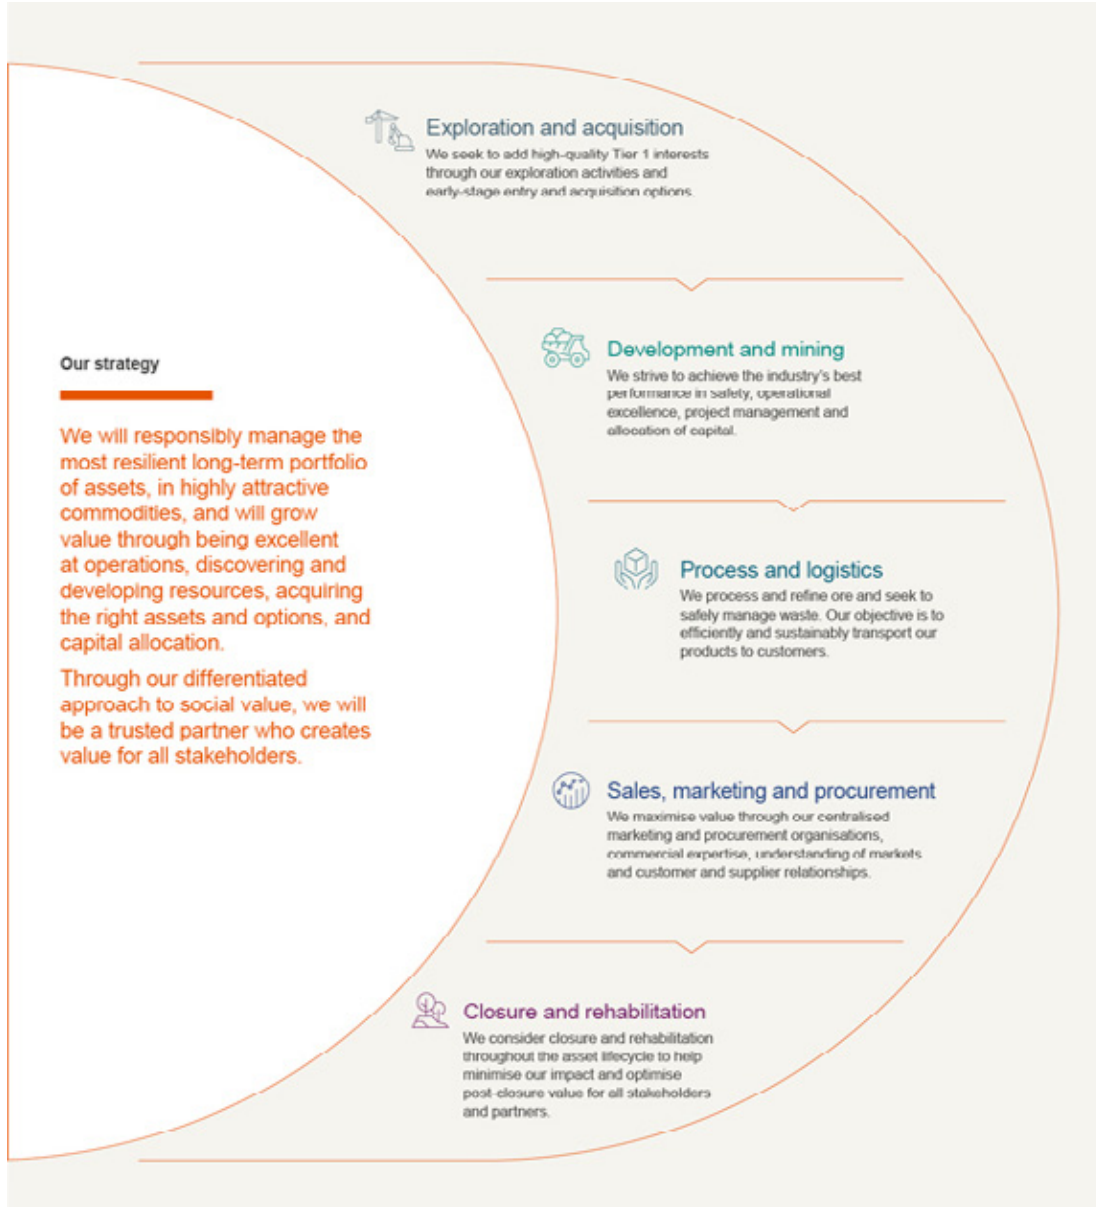 Our strategy
We will responsibly manage the
most resilient long-term portfolio
of assets, in highly attractive
commodities, and will grow
value through being excellent
at operations, discovering and
developing resources, acquiring
the right assets and options, and
capital allocation.
Through our differentiated
approach to social value, we will
be a trusted partner who creates
value for all stakeholders.
Exploration and acquisition
We seek to add high-quality Tier 1 interests
through our exploration activities and
early-stage entry and acquisition options.
Development and mining
We strive to achieve the industry's best
performance in safety, operational
excellence, project management and
allocation of capital.
Process and logistics
We process and refine ore and seek to
safely manage waste. Our objective is to
efficiently and sustainably transport our
products to customers.
Sales, marketing and procurement
We maximise value through our centralised
marketing and procurement organisations,
commercial expertise, understanding of markets
and customer and supplier relationships.
Closure and rehabilitation
We consider closure and rehabilitation
throughout the asset lifecycle to help
minimise our impact and optimise
post-closure value for all stakeholders
and partners.